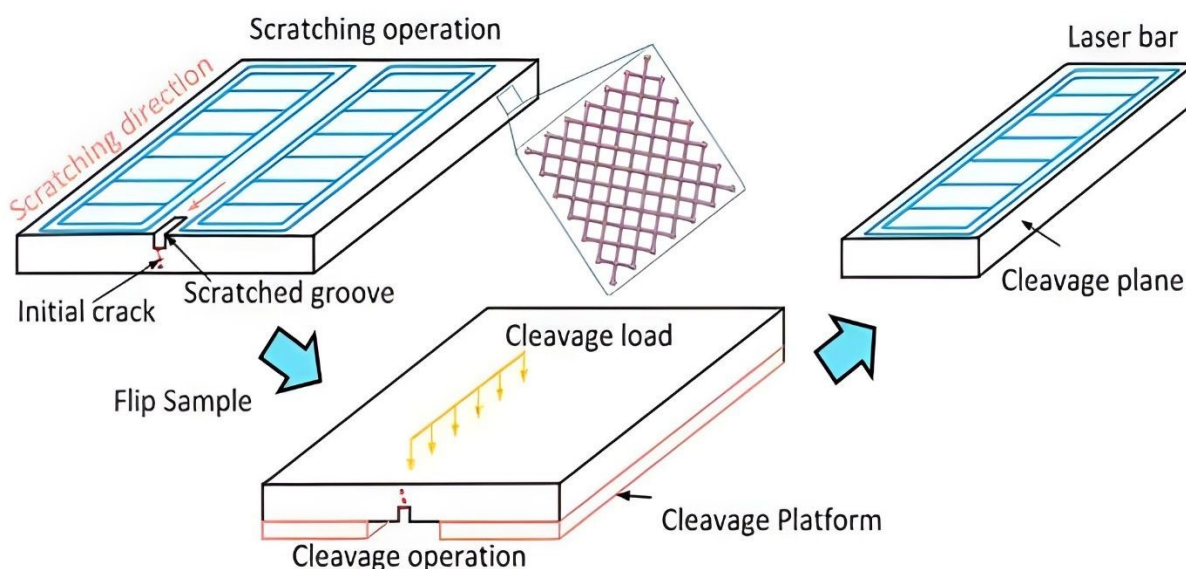 Scratching operation
Laser bar
Scratching direction
Initial crack
Scratched groove
Cleavage plane
Flip Sample
Cleavage load
Cleavage Platform
Cleavage operation